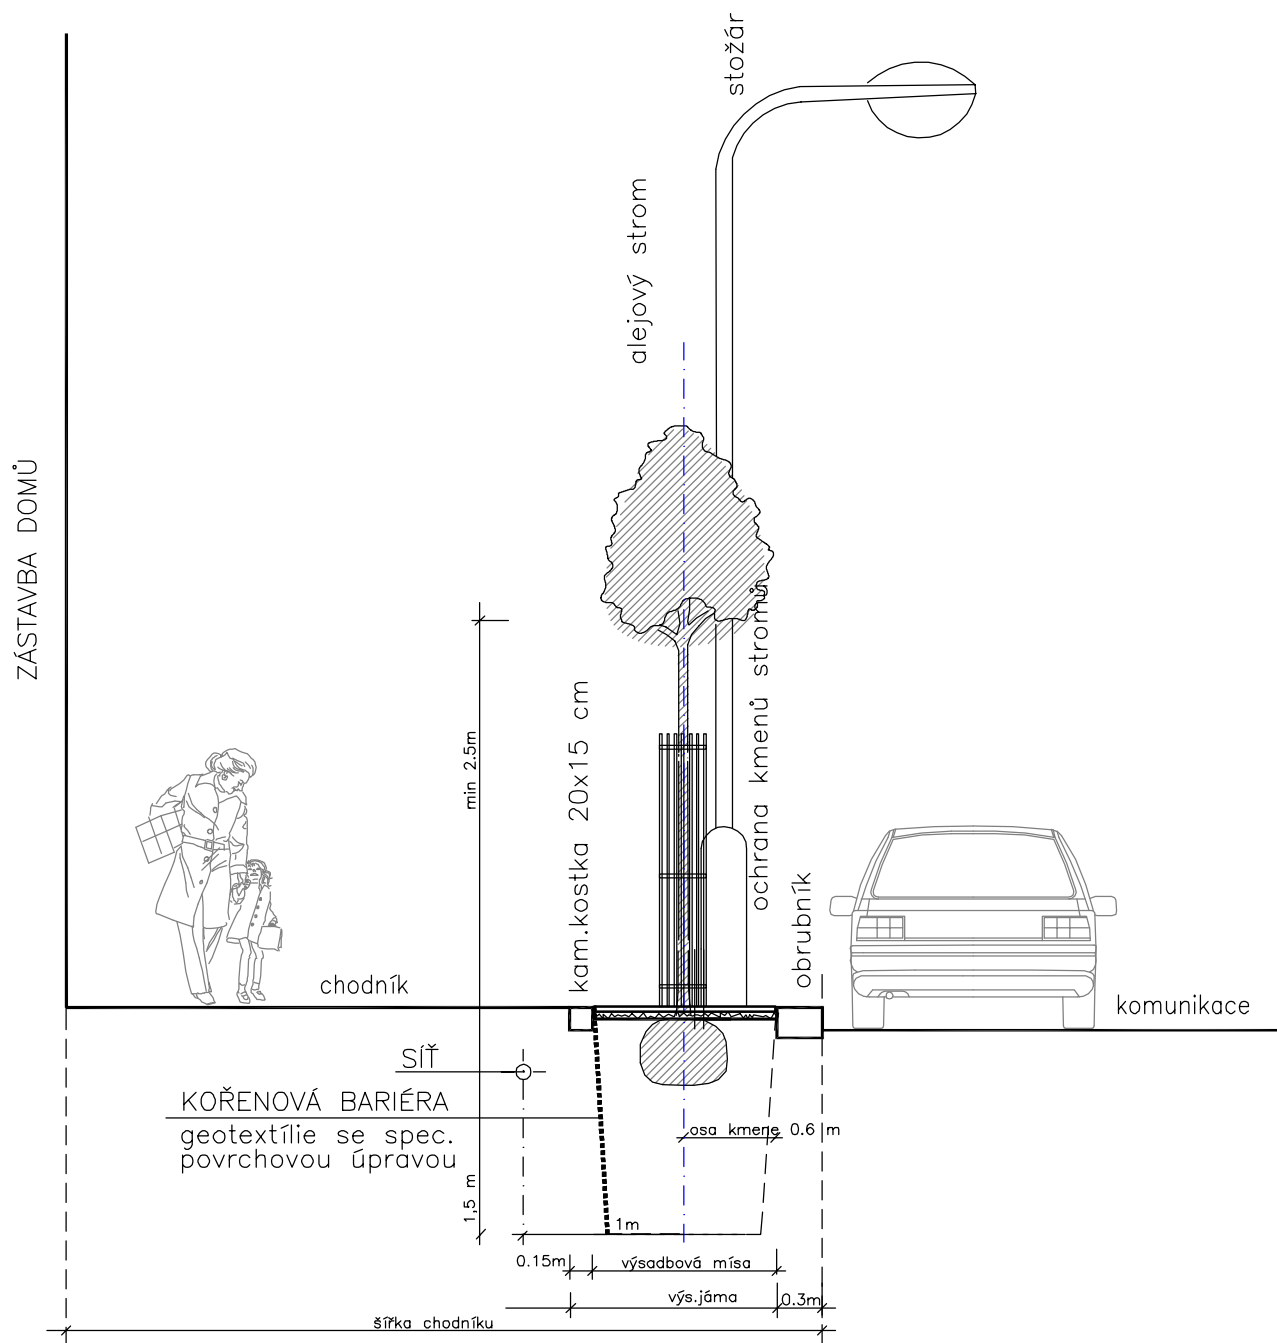 stožár
alejový strom
ZÁSTAVBA DOMŮ
min 2.5m
kam.kostka 20x15 cm
ochrana kmenů stromů
obrubník
chodník
komunikace
SÍŤ
KOŘENOVÁ BARIÉRA
geotextílie se spec.
povrchovou úpravou
osa kmene 0.6 m
1,5 m
1m
0.15m
výsadbová mísa
výs.jáma
0.3m
šířka chodníku